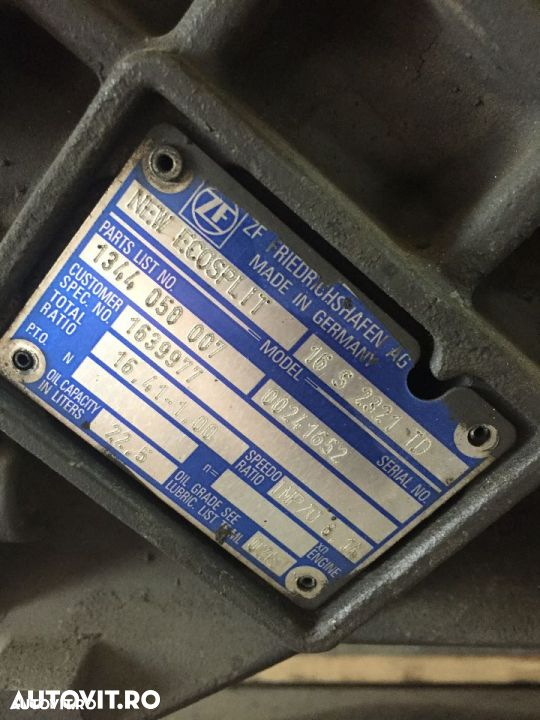 ZF
ZF FRIEDRICHSHAFEN AG
MADE IN GERMANY
NEW ECOSPLIT
MODEL
16 S 2321 TD
PARTS LIST NO.
1344 050 007
SERIAL NO.
00241652
CUSTOMER SPEC. NO.
1639977
TOTAL RATIO
16,41-1,00
P.T.O.
N
n=
SPEEDO RATIO
ENGINE
OIL CAPACITY IN LITERS
22,5
OIL GRADE SEE
LUBRIC. LIST TE-ML
AUTOVIT.RO
AUTOVIT.RO